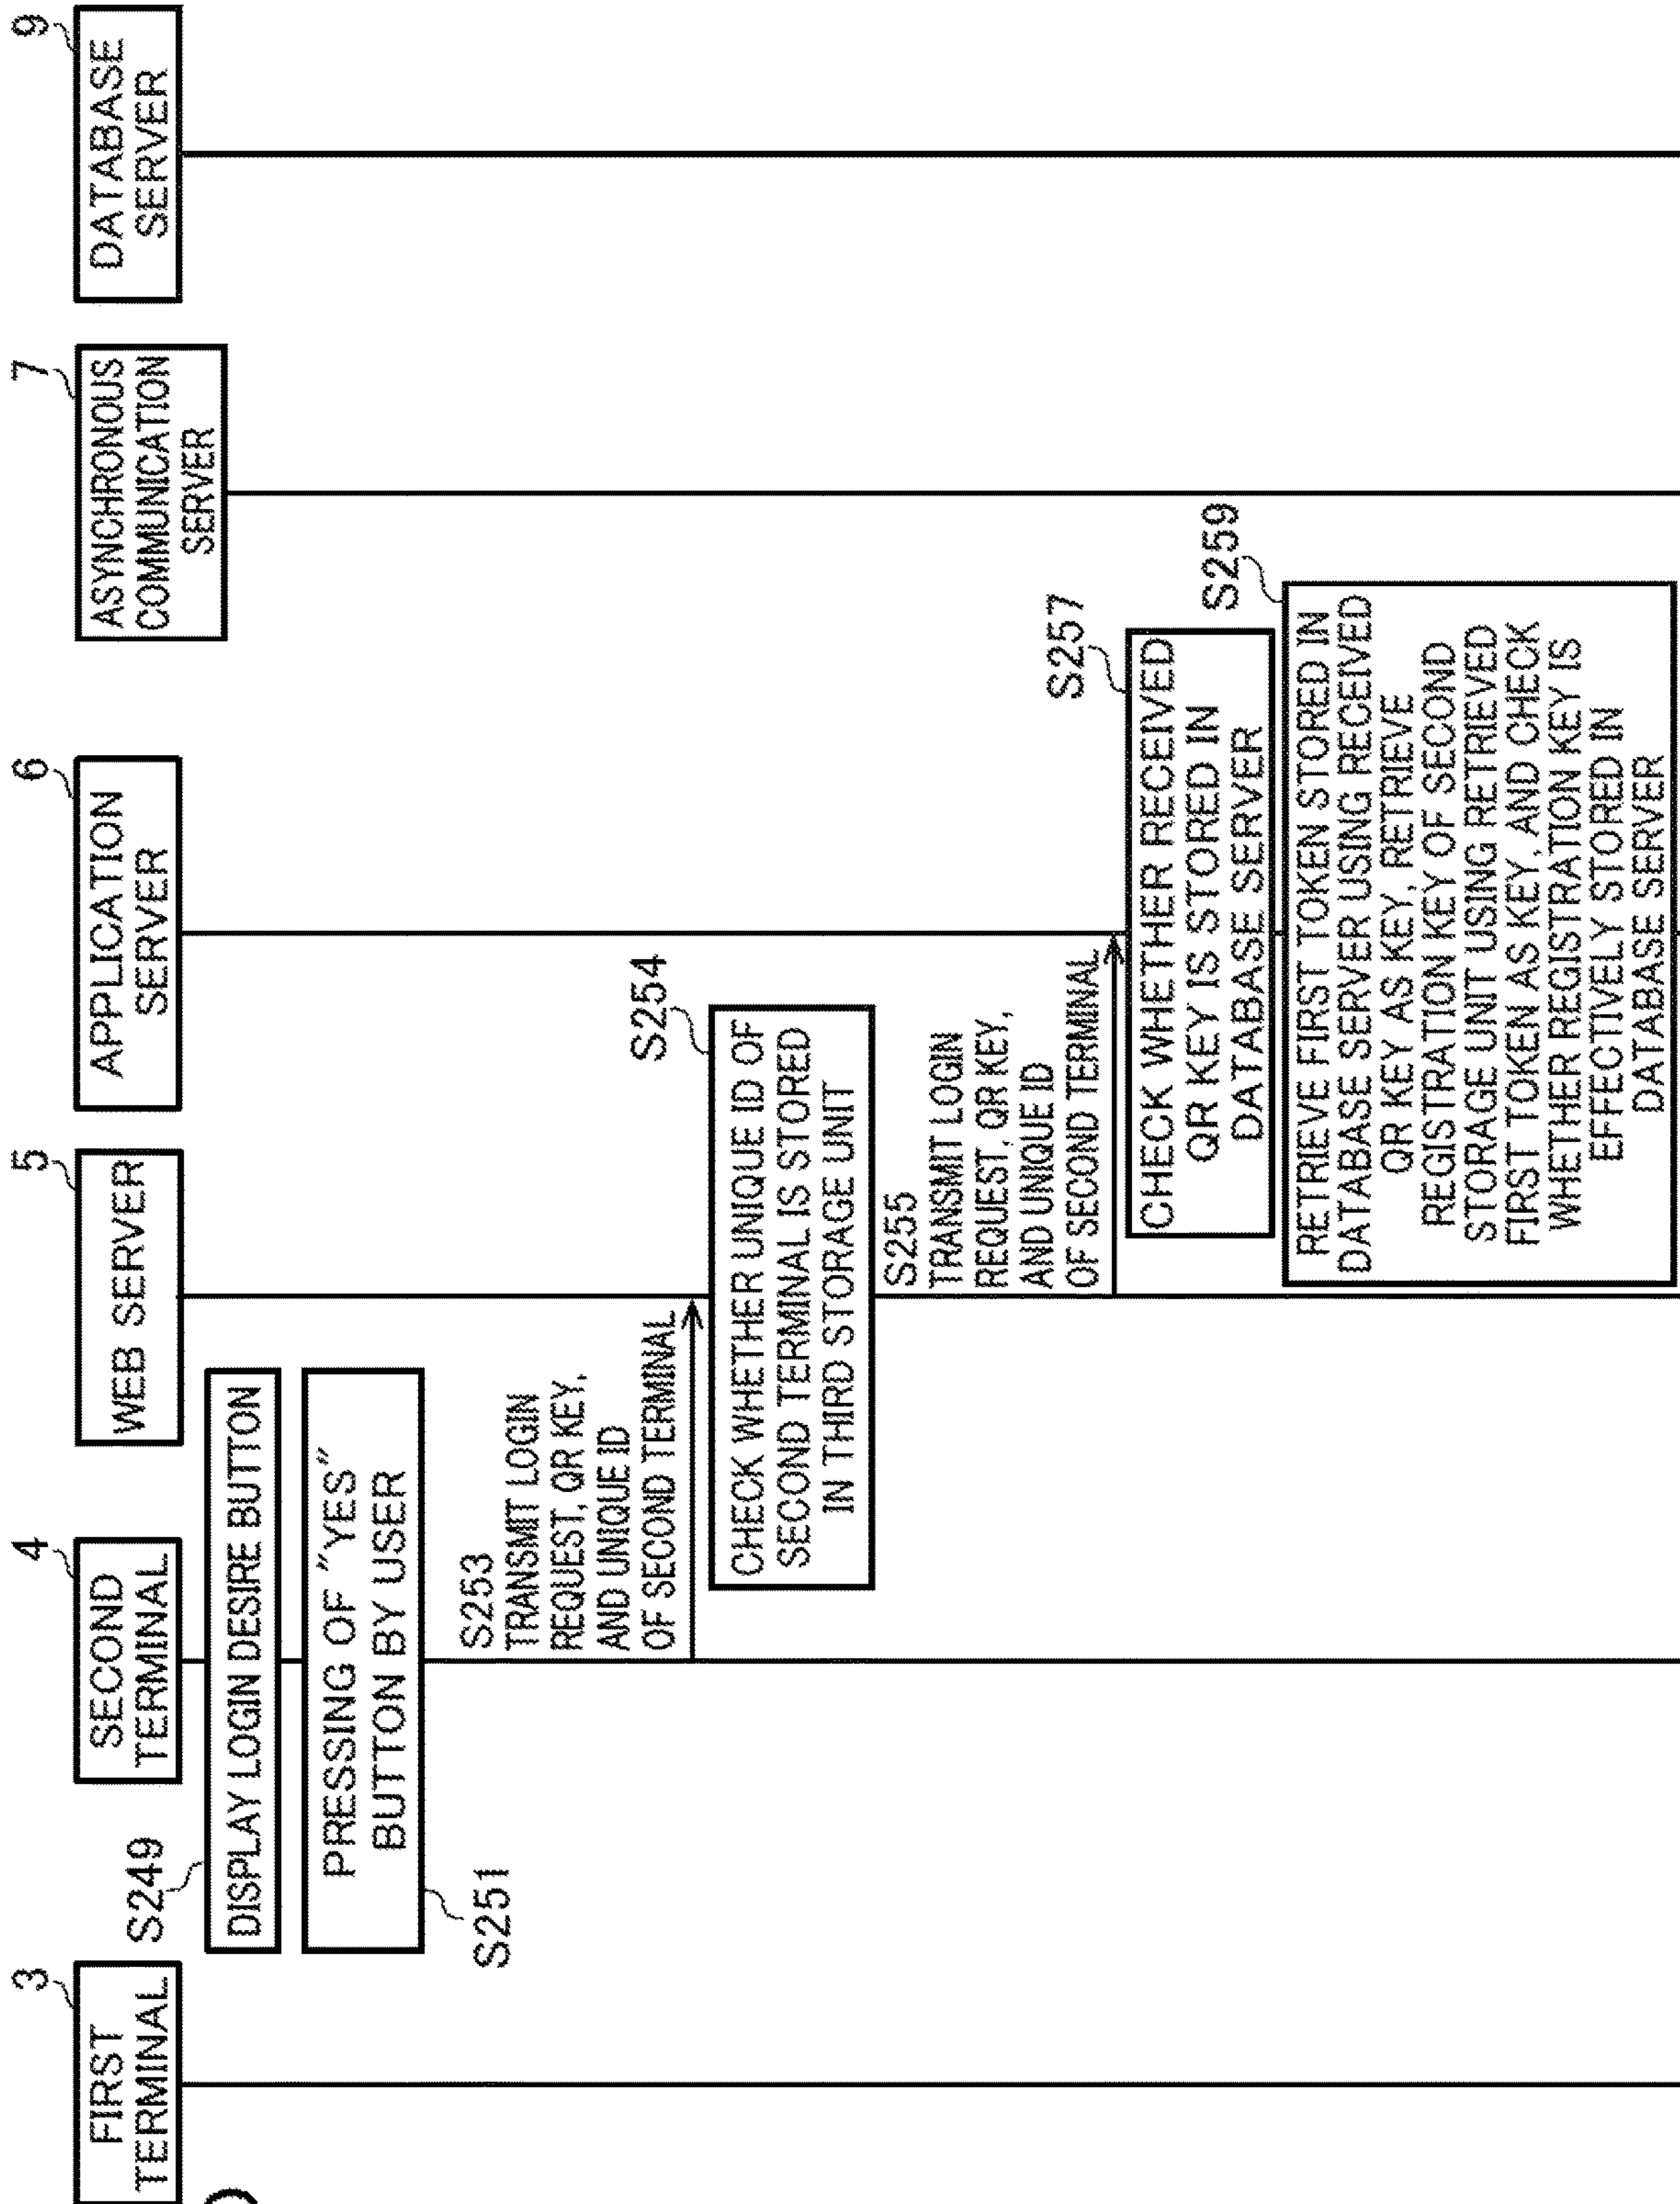 3
FIRST
TERMINAL
4
SECOND
TERMINAL
5
WEB SERVER
6
APPLICATION
SERVER
7
ASYNCHRONOUS
COMMUNICATION
SERVER
9
DATABASE
SERVER
S249
DISPLAY LOGIN DESIRE BUTTON
PRESSING OF "YES"
BUTTON BY USER
S251
S253
TRANSMIT LOGIN
REQUEST, QR KEY,
AND UNIQUE ID
OF SECOND TERMINAL
S254
CHECK WHETHER UNIQUE ID OF
SECOND TERMINAL IS STORED
IN THIRD STORAGE UNIT
S255
TRANSMIT LOGIN
REQUEST, QR KEY,
AND UNIQUE ID
OF SECOND TERMINAL
S257
CHECK WHETHER RECEIVED
QR KEY IS STORED IN
DATABASE SERVER
S259
RETRIEVE FIRST TOKEN STORED IN
DATABASE SERVER USING RECEIVED
QR KEY AS KEY, RETRIEVE
REGISTRATION KEY OF SECOND
STORAGE UNIT USING RETRIEVED
FIRST TOKEN AS KEY, AND CHECK
WHETHER REGISTRATION KEY IS
EFFECTIVELY STORED IN
DATABASE SERVER